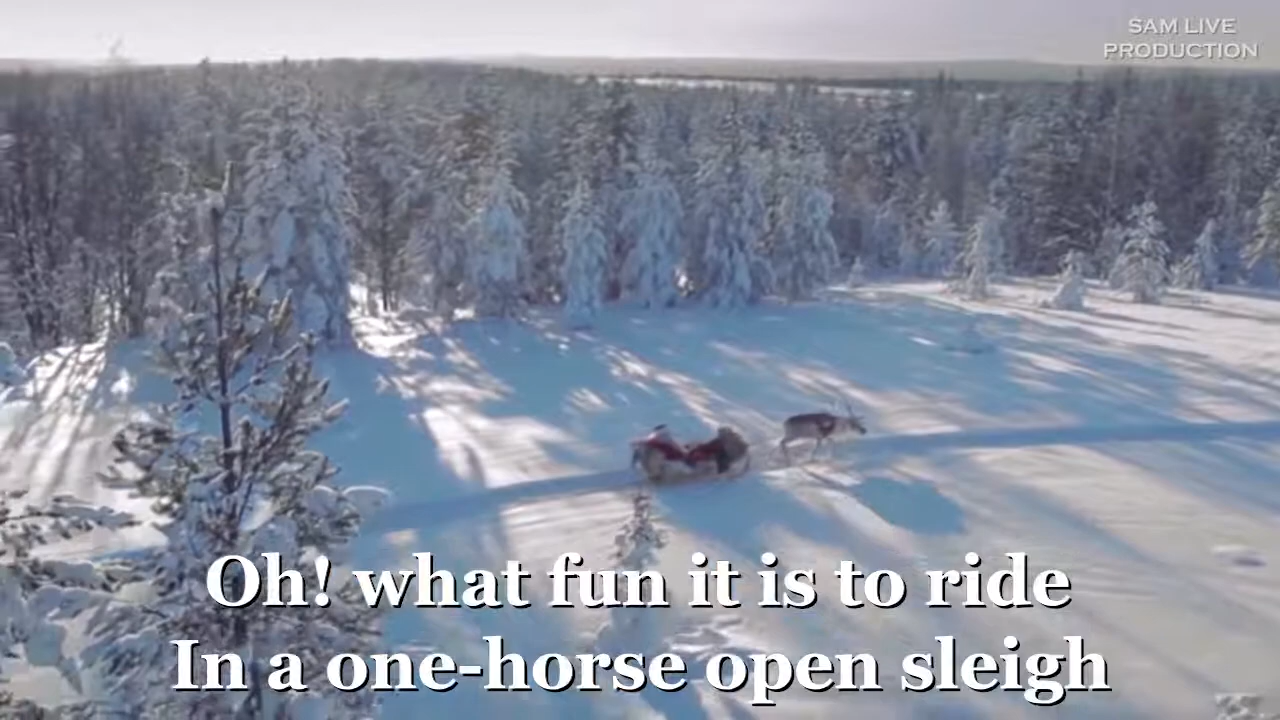 SAM LIVE
PRODUCTION
Oh! what fun it is to ride
In a one-horse open sleigh